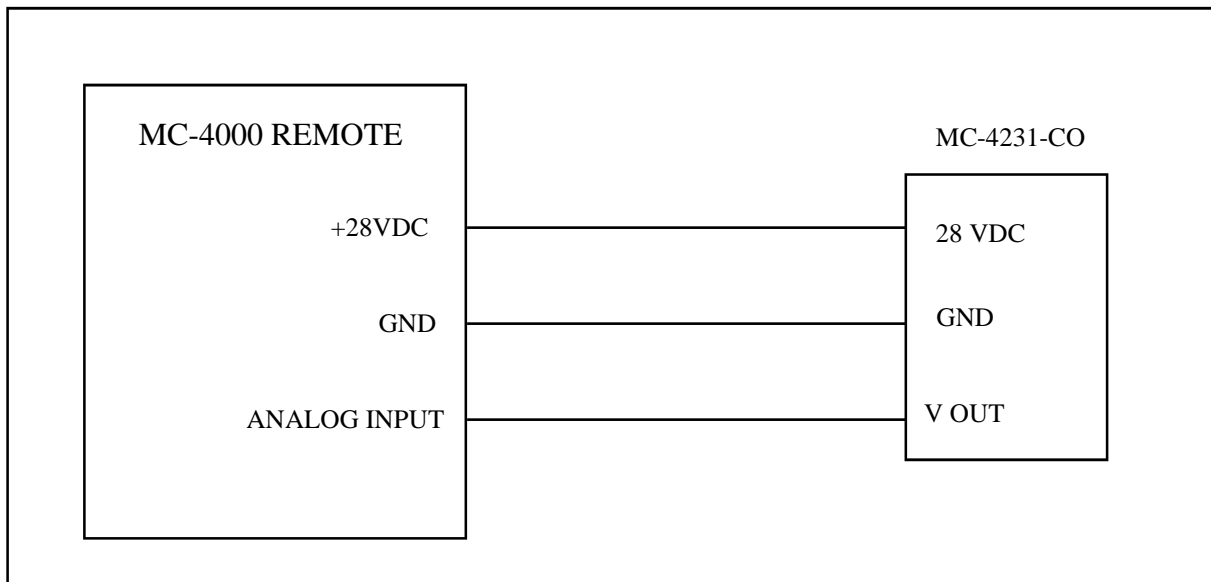 MC-4000 REMOTE
MC-4231-CO
+28VDC
28 VDC
GND
GND
ANALOG INPUT
V OUT